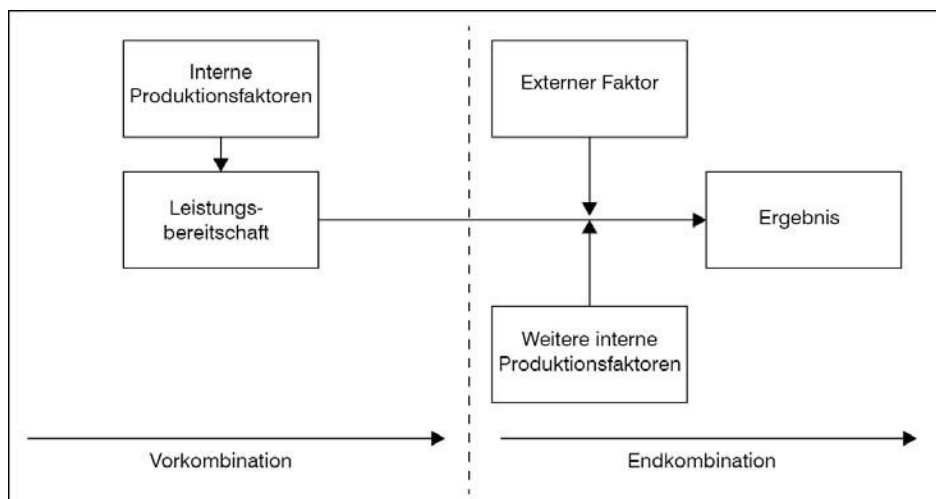 Interne
Produktionsfaktoren
Leistungs-
bereitschaft
Externer Faktor
Weitere interne
Produktionsfaktoren
Ergebnis
Vorkombination
Endkombination